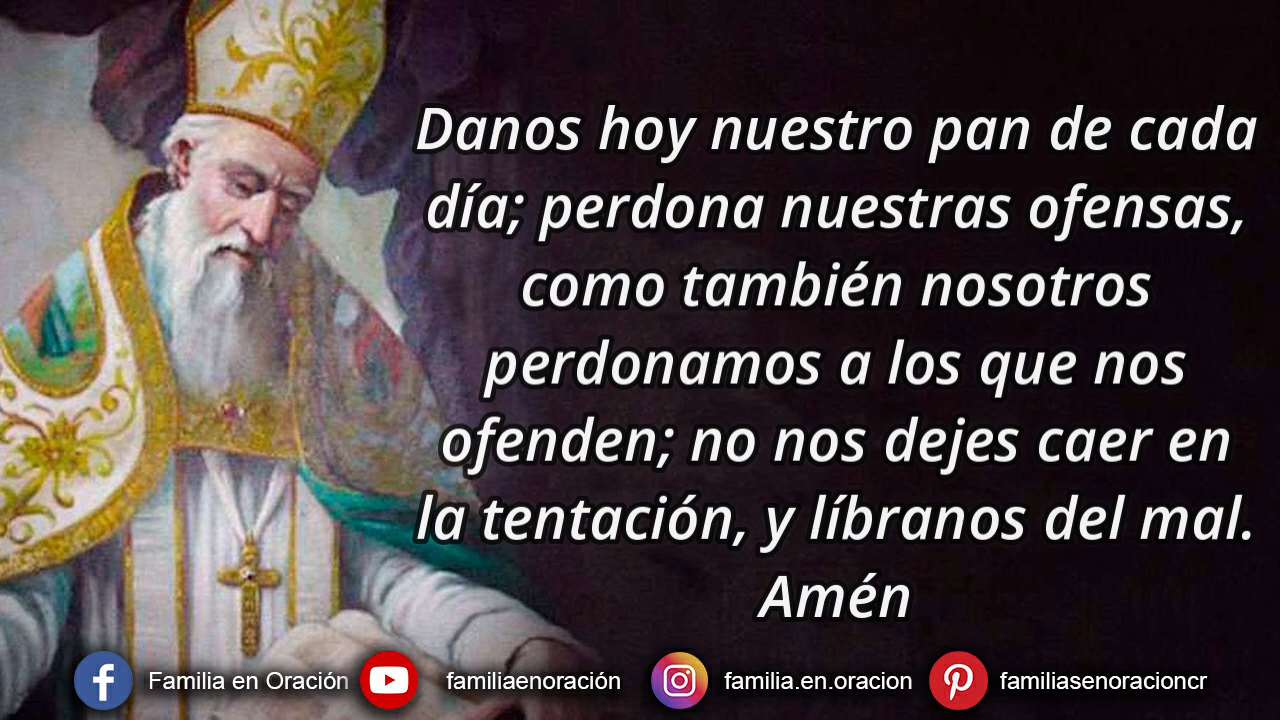 Danos hoy nuestro pan de cada
día; perdona nuestras ofensas,
como también nosotros
perdonamos a los que nos
ofenden; no nos dejes caer en
la tentación, y líbranos del mal.
Amén
Familia en Oración familiaenoración familia.en.oracion familiasenoracioncr